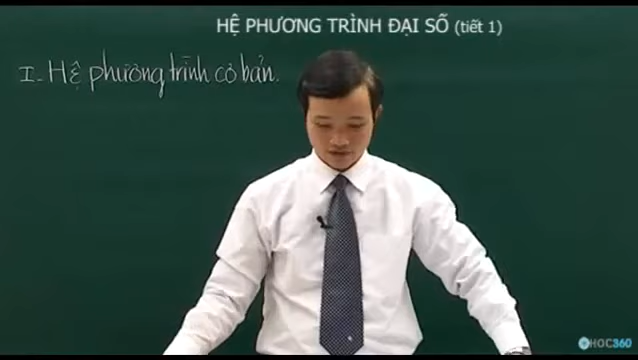 HỆ PHƯƠNG TRÌNH ĐẠI SỐ (tiết 1)
I- Hệ phương trình cơ bản.
HOC360